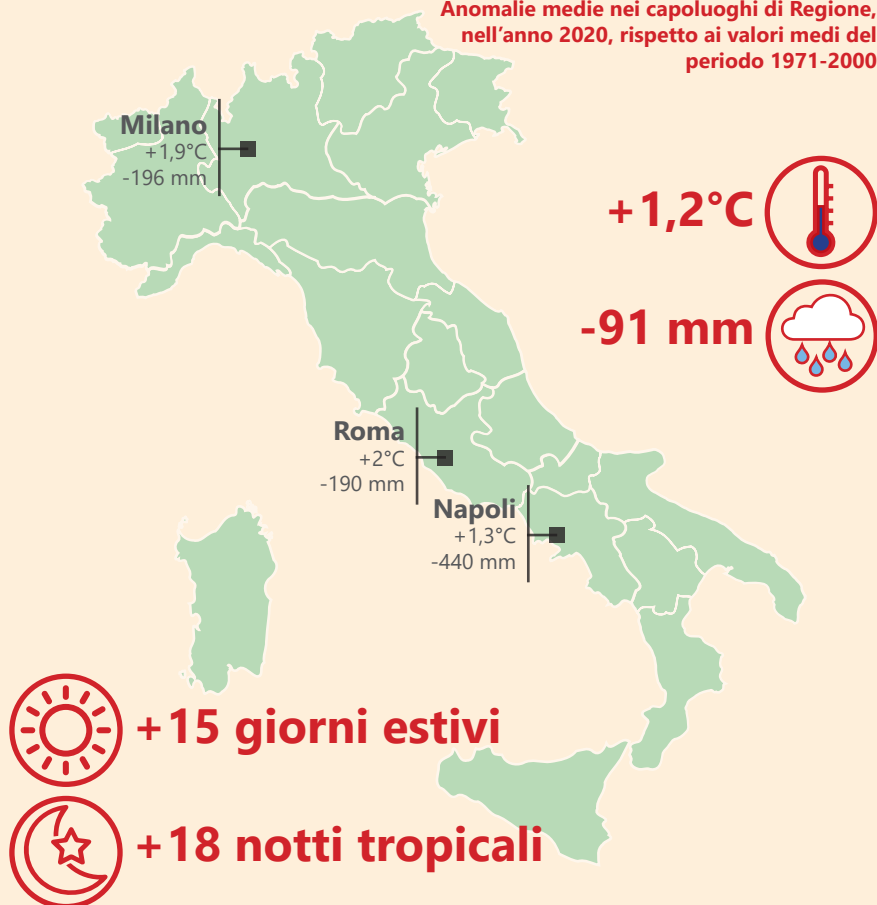 Anomalie medie nei capoluoghi di Regione,
nell'anno 2020, rispetto ai valori medi del
periodo 1971-2000
Milano
+1,9°C
-196 mm
+1,2°C
-91 mm
Roma
+2°C
-190 mm
Napoli
+1,3°C
-440 mm
+15 giorni estivi
+18 notti tropicali